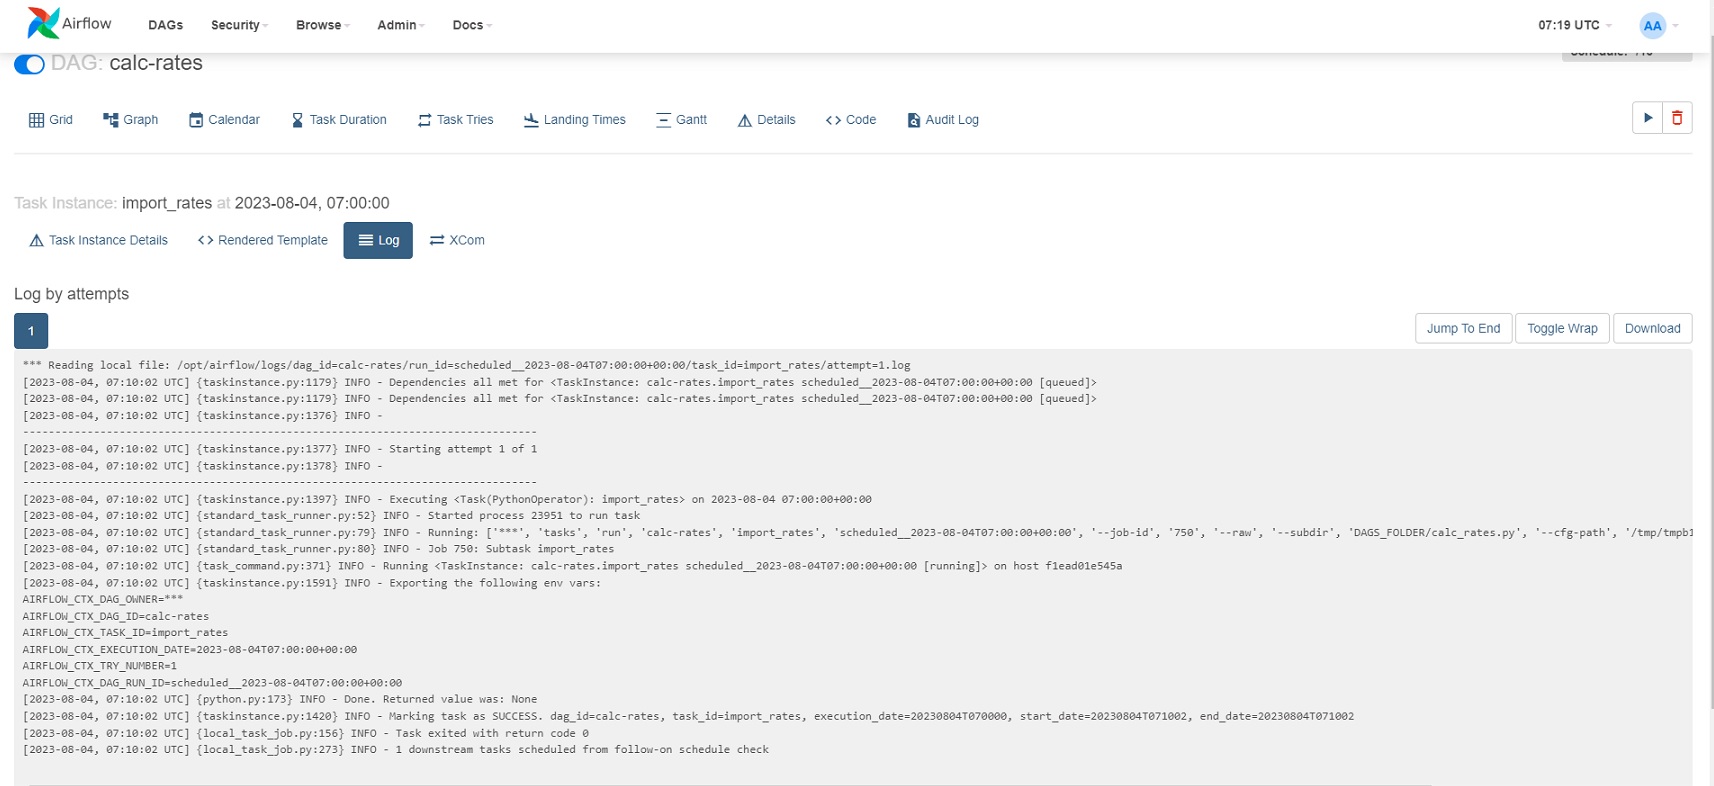 Airflow DAGs Security Browse Admin Docs 07:19 UTC AA
DAG: calc-rates
Grid Graph Calendar Task Duration Task Tries Landing Times Gantt Details Code Audit Log
Task Instance: import_rates at 2023-08-04, 07:00:00
Task Instance Details Rendered Template Log XCom
Log by attempts
1 Jump To End Toggle Wrap Download
*** Reading local file: /opt/airflow/logs/dag_id=calc-rates/run_id=scheduled__2023-08-04T07:00:00+00:00/task_id=import_rates/attempt=1.log
[2023-08-04, 07:10:02 UTC] {taskinstance.py:1179} INFO - Dependencies all met for <TaskInstance: calc-rates.import_rates scheduled__2023-08-04T07:00:00+00:00 [queued]>
[2023-08-04, 07:10:02 UTC] {taskinstance.py:1179} INFO - Dependencies all met for <TaskInstance: calc-rates.import_rates scheduled__2023-08-04T07:00:00+00:00 [queued]>
[2023-08-04, 07:10:02 UTC] {taskinstance.py:1376} INFO -
--------------------------------------------------------------------------------
[2023-08-04, 07:10:02 UTC] {taskinstance.py:1377} INFO - Starting attempt 1 of 1
[2023-08-04, 07:10:02 UTC] {taskinstance.py:1378} INFO -
--------------------------------------------------------------------------------
[2023-08-04, 07:10:02 UTC] {taskinstance.py:1397} INFO - Executing <Task(PythonOperator): import_rates> on 2023-08-04 07:00:00+00:00
[2023-08-04, 07:10:02 UTC] {standard_task_runner.py:52} INFO - Started process 23951 to run task
[2023-08-04, 07:10:02 UTC] {standard_task_runner.py:79} INFO - Running: ['***', 'tasks', 'run', 'calc-rates', 'import_rates', 'scheduled__2023-08-04T07:00:00+00:00', '--job-id', '750', '--raw', '--subdir', 'DAGS_FOLDER/calc_rates.py', '--cfg-path', '/tmp/tmpb1
[2023-08-04, 07:10:02 UTC] {standard_task_runner.py:80} INFO - Job 750: Subtask import_rates
[2023-08-04, 07:10:02 UTC] {task_command.py:371} INFO - Running <TaskInstance: calc-rates.import_rates scheduled__2023-08-04T07:00:00+00:00 [running]> on host f1ead01e545a
[2023-08-04, 07:10:02 UTC] {taskinstance.py:1591} INFO - Exporting the following env vars:
AIRFLOW_CTX_DAG_OWNER=***
AIRFLOW_CTX_DAG_ID=calc-rates
AIRFLOW_CTX_TASK_ID=import_rates
AIRFLOW_CTX_EXECUTION_DATE=2023-08-04T07:00:00+00:00
AIRFLOW_CTX_TRY_NUMBER=1
AIRFLOW_CTX_DAG_RUN_ID=scheduled__2023-08-04T07:00:00+00:00
[2023-08-04, 07:10:02 UTC] {python.py:173} INFO - Done. Returned value was: None
[2023-08-04, 07:10:02 UTC] {taskinstance.py:1420} INFO - Marking task as SUCCESS. dag_id=calc-rates, task_id=import_rates, execution_date=20230804T070000, start_date=20230804T071002, end_date=20230804T071002
[2023-08-04, 07:10:02 UTC] {local_task_job.py:156} INFO - Task exited with return code 0
[2023-08-04, 07:10:02 UTC] {local_task_job.py:273} INFO - 1 downstream tasks scheduled from follow-on schedule check